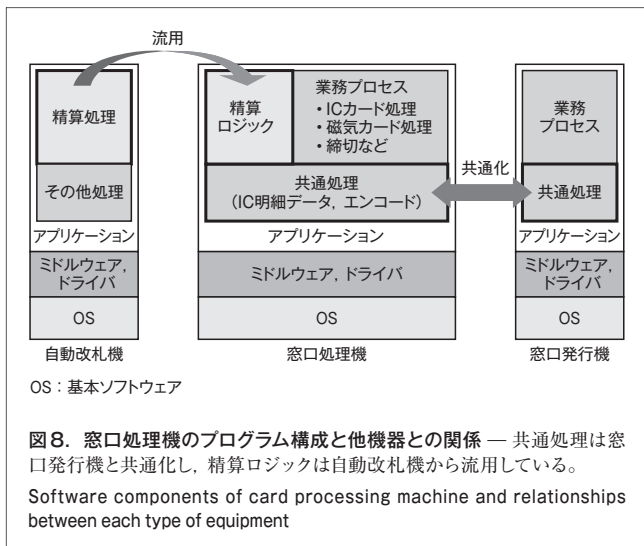 流用
精算処理
その他処理
アプリケーション
ミドルウェア,
ドライバ
OS
自動改札機
精算
ロジック
業務プロセス
・ICカード処理
・磁気カード処理
・締切など
共通処理
(IC明細データ, エンコード)
アプリケーション
ミドルウェア, ドライバ
OS
窓口処理機
共通化
業務
プロセス
共通処理
アプリケーション
ミドルウェア,
ドライバ
OS
窓口発行機
OS：基本ソフトウェア
図8. 窓口処理機のプログラム構成と他機器との関係 — 共通処理は窓
口発行機と共通化し, 精算ロジックは自動改札機から流用している。
Software components of card processing machine and relationships
between each type of equipment